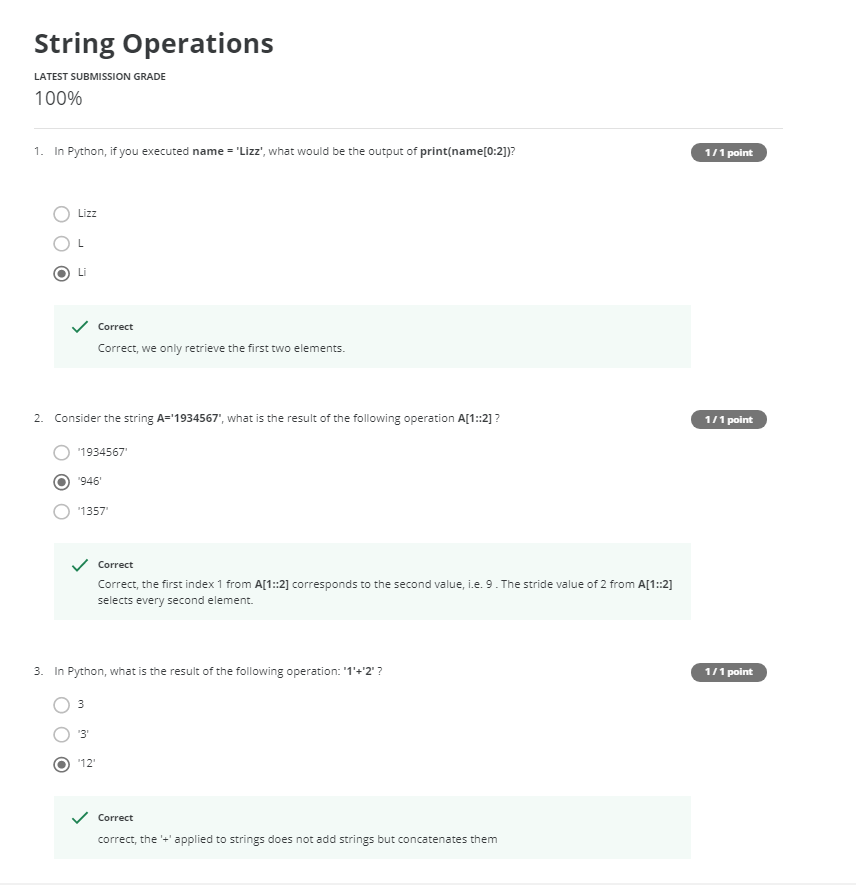 String Operations
LATEST SUBMISSION GRADE
100%
1. In Python, if you executed name = 'Lizz', what would be the output of print(name[0:2])?
1 / 1 point
Lizz
L
Li
Correct
Correct, we only retrieve the first two elements.
2. Consider the string A='1934567', what is the result of the following operation A[1::2] ?
1 / 1 point
'1934567'
'946'
'1357'
Correct
Correct, the first index 1 from A[1::2] corresponds to the second value, i.e. 9 . The stride value of 2 from A[1::2]
selects every second element.
3. In Python, what is the result of the following operation: '1'+'2' ?
1 / 1 point
3
'3'
'12'
Correct
correct, the '+' applied to strings does not add strings but concatenates them